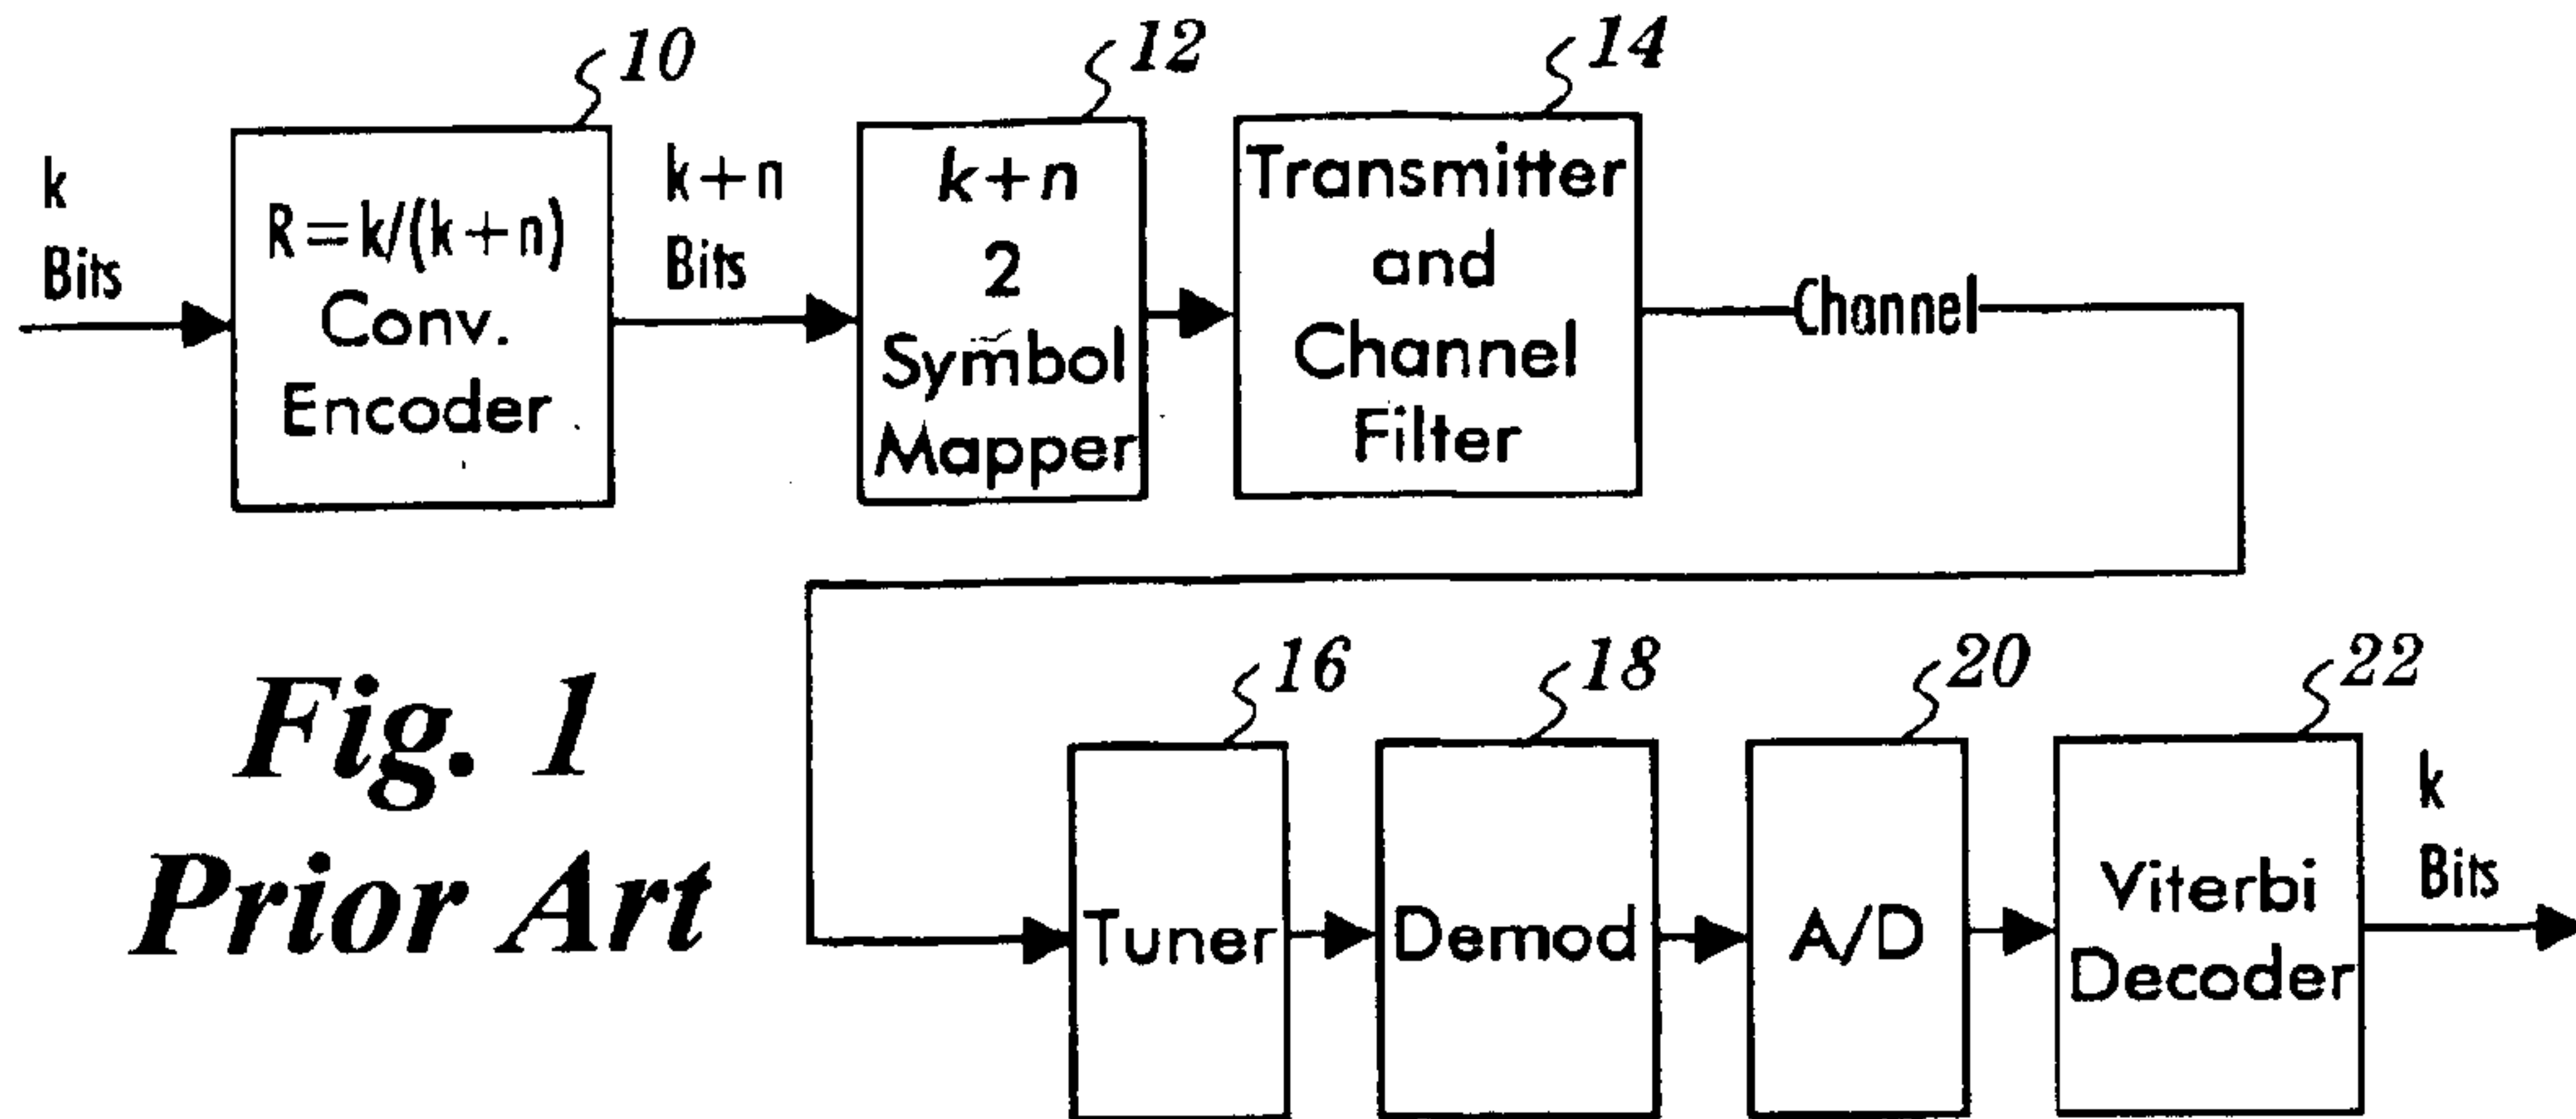 10
12
14
k
Bits
R=k/(k+n)
Conv.
Encoder
k+n
Bits
k+n
2
Symbol
Mapper
Transmitter
and
Channel
Filter
Channel
Fig. 1
Prior Art
16
18
20
22
Tuner
Demod
A/D
Viterbi
Decoder
k
Bits